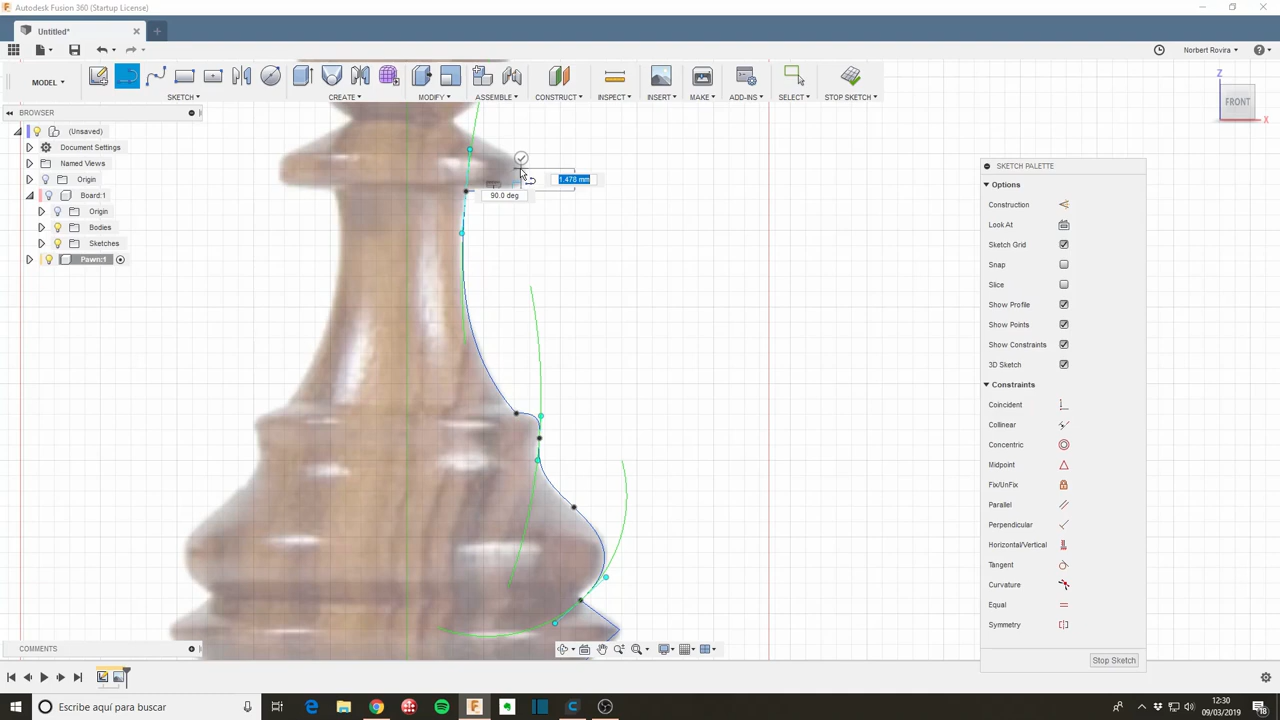 Autodesk Fusion 360 (Startup License)
Untitled*
Norbert Rovira
MODEL
SKETCH
CREATE
MODIFY
ASSEMBLE
CONSTRUCT
INSPECT
INSERT
MAKE
ADD-INS
SELECT
STOP SKETCH
BROWSER
(Unsaved)
Document Settings
Named Views
Origin
Board:1
Origin
Bodies
Sketches
Pawn:1
Z
FRONT
X
1.478 mm
90.0 deg
SKETCH PALETTE
Options
Construction
Look At
Sketch Grid
Snap
Slice
Show Profile
Show Points
Show Constraints
3D Sketch
Constraints
Coincident
Collinear
Concentric
Midpoint
Fix/UnFix
Parallel
Perpendicular
Horizontal/Vertical
Tangent
Curvature
Equal
Symmetry
Stop Sketch
COMMENTS
Escribe aquí para buscar
12:30
09/03/2019
18